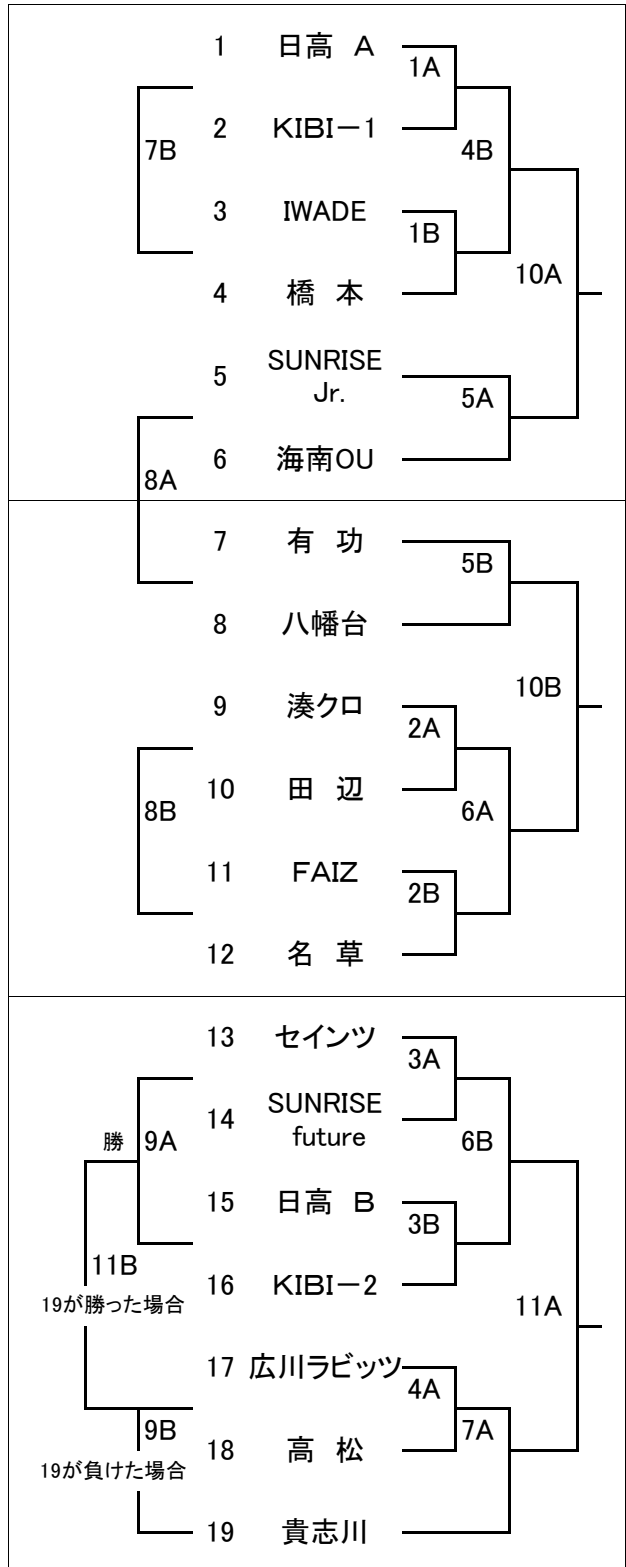 1 日高 A
1A
2 KIBI－1
7B
4B
3 IWADE
1B
10A
4 橋 本
5 SUNRISE
Jr.
5A
6 海南OU
8A
7 有 功
5B
8 八幡台
10B
9 湊クロ
2A
10 田 辺
8B
6A
11 FAIZ
2B
12 名 草
13 セインツ
3A
14 SUNRISE
future
勝 9A
6B
15 日高 B
3B
11B
16 KIBI－2
19が勝った場合
11A
17 広川ラビッツ
4A
9B
7A
18 高 松
19が負けた場合
19 貴志川